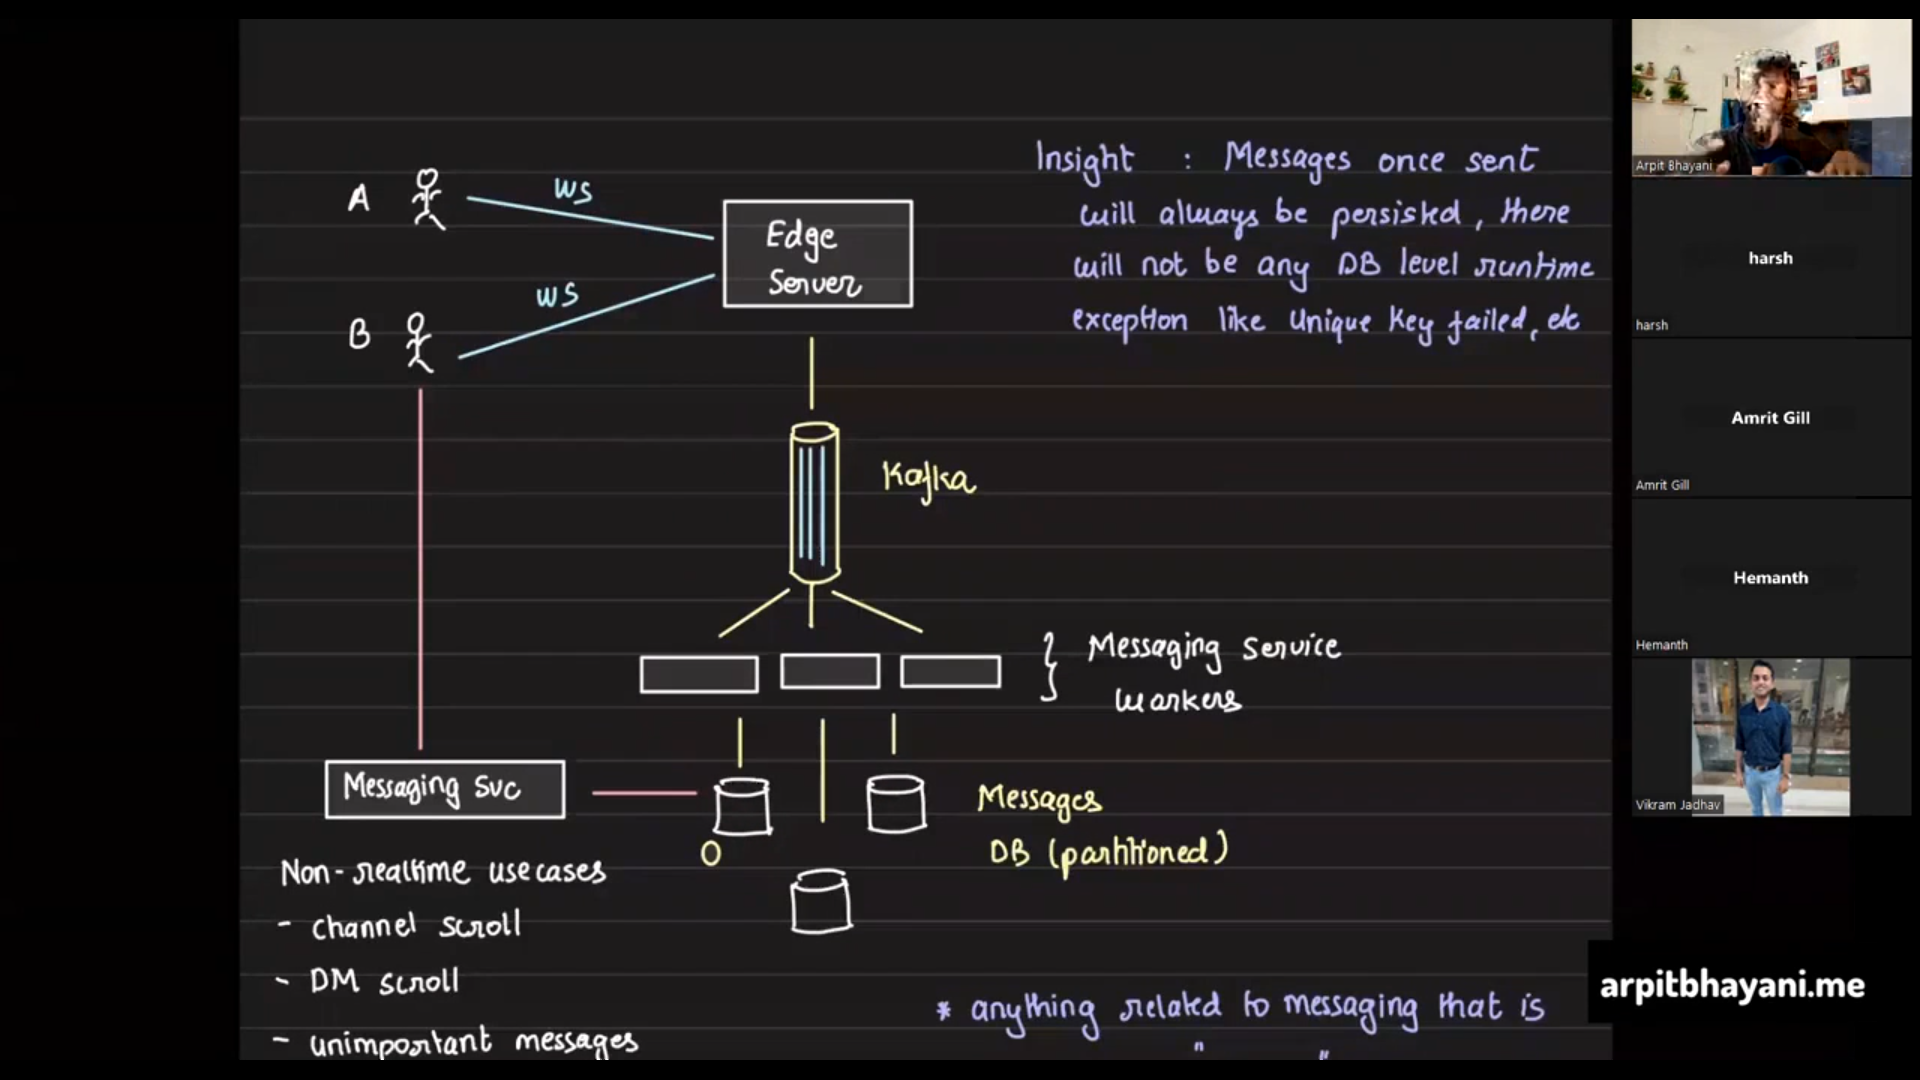 Insight : Messages once sent
will always be persisted, there
will not be any DB level runtime
exception like Unique Key failed, etc
A
WS
Edge
Server
B
WS
Kafka
Messaging Service
Workers
Messaging Svc
0
Messages
DB (partitioned)
Non-realtime usecases
- channel scroll
- DM scroll
- unimportant messages
* anything related to messaging that is
Arpit Bhayani
harsh
harsh
Amrit Gill
Amrit Gill
Hemanth
Hemanth
Vikram Jadhav
arpitbhayani.me